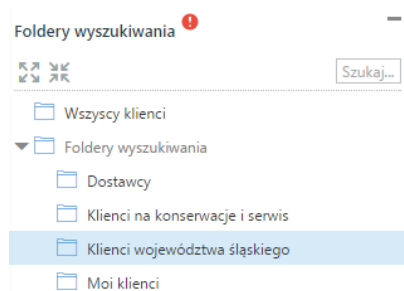 Foldery wyszukiwania
Szukaj...
Wszyscy klienci
Foldery wyszukiwania
Dostawcy
Klienci na konserwacje i serwis
Klienci województwa śląskiego
Moi klienci